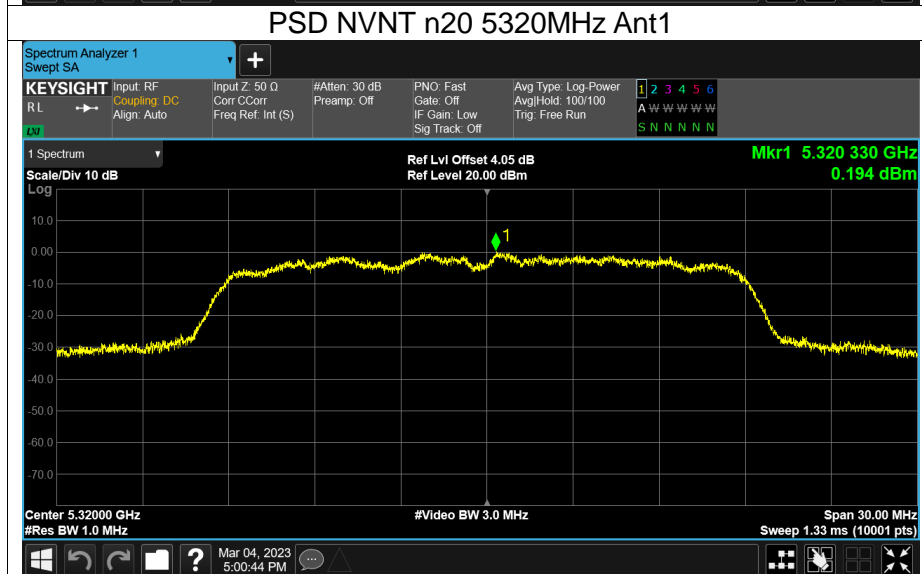 PSD NVNT n20 5320MHz Ant1
Spectrum Analyzer 1
Swept SA
KEYSIGHT
R L
LXI
Input: RF
Coupling: DC
Align: Auto
Input Z: 50 Ω
Corr CCorr
Freq Ref: Int (S)
#Atten: 30 dB
Preamp: Off
PNO: Fast
Gate: Off
IF Gain: Low
Sig Track: Off
Avg Type: Log-Power
Avg|Hold: 100/100
Trig: Free Run
1 2 3 4 5 6
A W W W W W
S N N N N N
1 Spectrum
Scale/Div 10 dB
Ref Lvl Offset 4.05 dB
Ref Level 20.00 dBm
Mkr1 5.320 330 GHz
0.194 dBm
Log
10.0
0.00
-10.0
-20.0
-30.0
-40.0
-50.0
-60.0
-70.0
1
Center 5.32000 GHz
#Res BW 1.0 MHz
#Video BW 3.0 MHz
Span 30.00 MHz
Sweep 1.33 ms (10001 pts)
?
Mar 04, 2023
5:00:44 PM